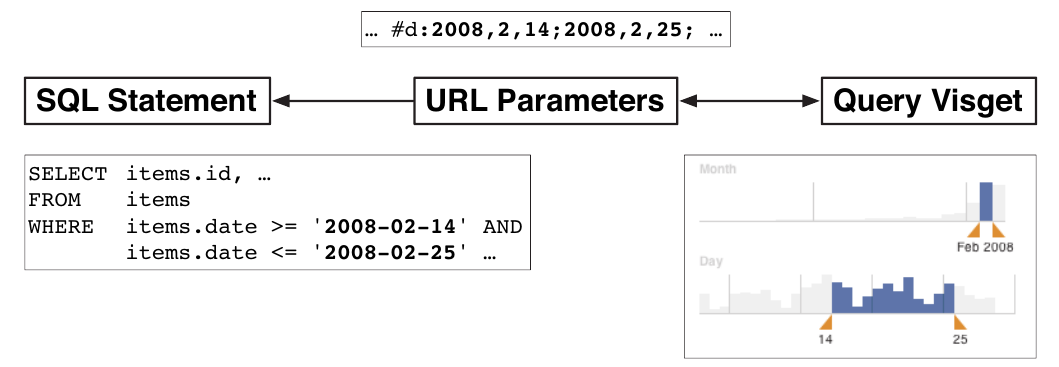 … #d:2008,2,14;2008,2,25; …
SQL Statement
URL Parameters
Query Visget
SELECT items.id, …
FROM items
WHERE items.date >= '2008-02-14' AND
items.date <= '2008-02-25' …
Month
Feb 2008
Day
14
25